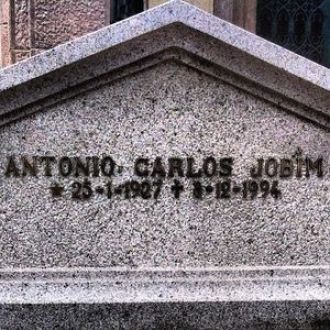 ANTONIO CARLOS JOBIM
★ 25-1-1927 ✝ 8-12-1994